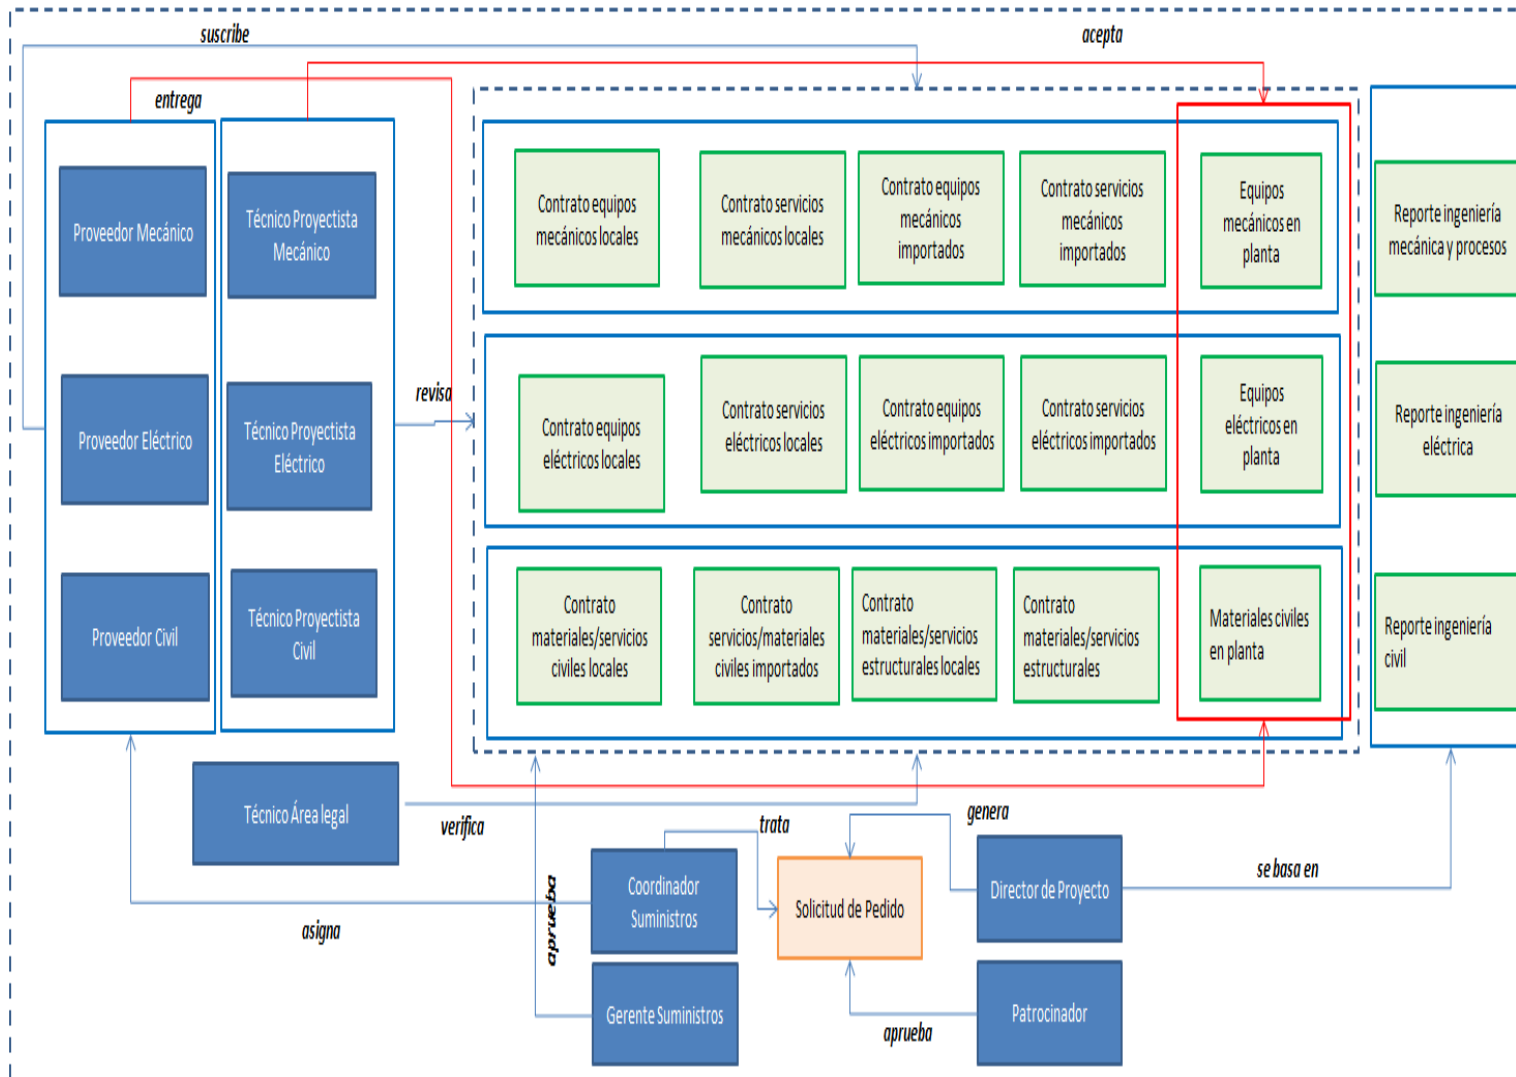 suscribe
acepta
entrega
Proveedor Mecánico
Técnico Proyectista
Mecánico
Contrato equipos
mecánicos locales
Contrato servicios
mecánicos locales
Contrato equipos
mecánicos
importados
Contrato servicios
mecánicos
importados
Equipos
mecánicos en
planta
Reporte ingeniería
mecánica y procesos
revisa
Proveedor Eléctrico
Técnico Proyectista
Eléctrico
Contrato equipos
eléctricos locales
Contrato servicios
eléctricos locales
Contrato equipos
eléctricos importados
Contrato servicios
eléctricos importados
Equipos
eléctricos en
planta
Reporte ingeniería
eléctrica
Proveedor Civil
Técnico Proyectista
Civil
Contrato
materiales/servicios
civiles locales
Contrato
servicios/materiales
civiles importados
Contrato
materiales/servicios
estructurales locales
Contrato
materiales/servicios
estructurales
Materiales civiles
en planta
Reporte ingeniería
civil
Técnico Área legal
verifica
trata
genera
aprueba
Coordinador
Suministros
Solicitud de Pedido
Director de Proyecto
se basa en
asigna
Gerente Suministros
aprueba
Patrocinador